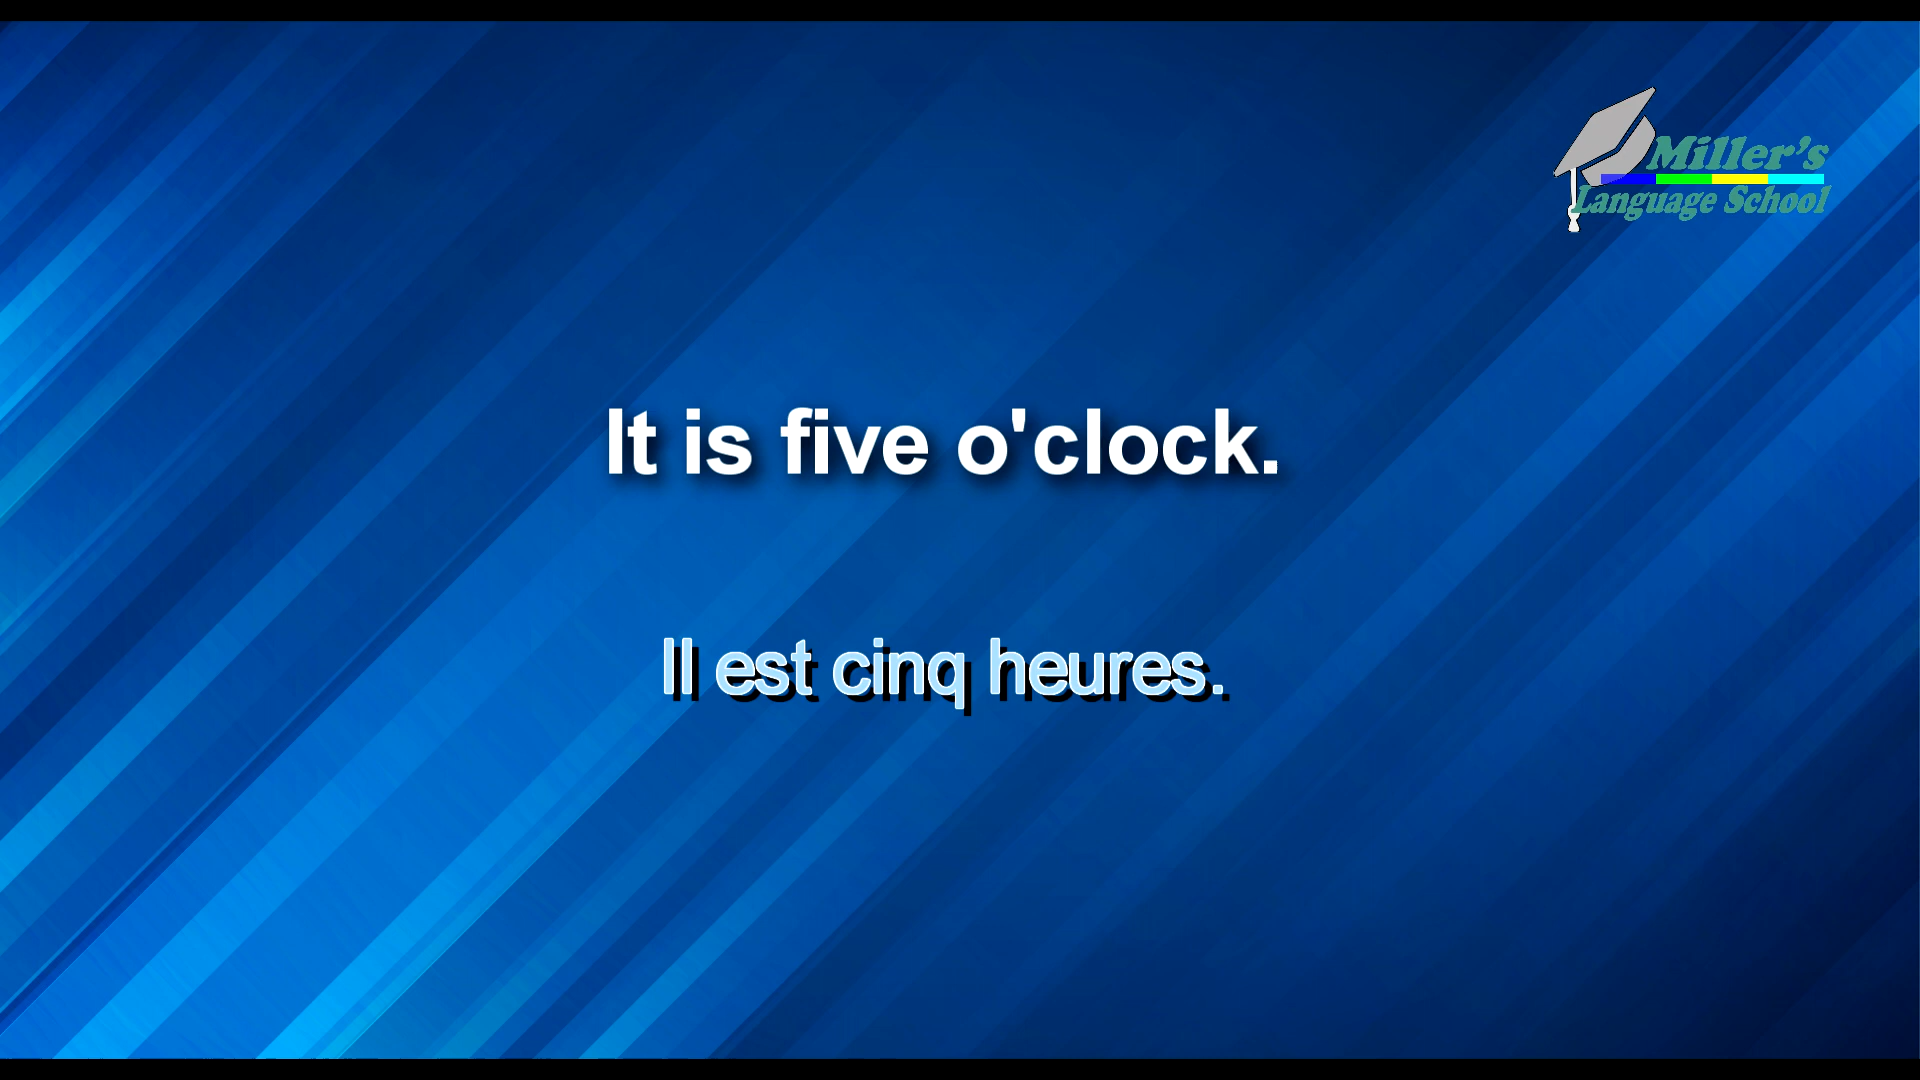 Miller's
Language School
It is five o'clock.
Il est cinq heures.